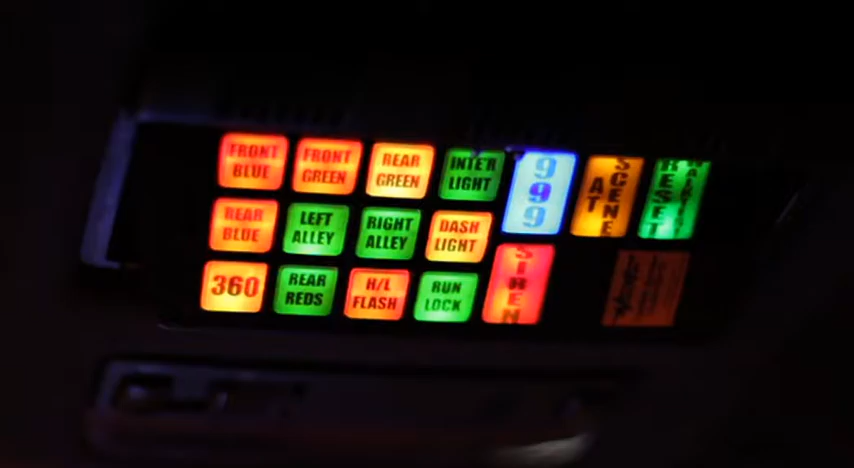 FRONT
BLUE
FRONT
GREEN
REAR
GREEN
INTE'R
LIGHT
999
AT
SCENE
RESET
REAR
BLUE
LEFT
ALLEY
RIGHT
ALLEY
DASH
LIGHT
SIREN
360
REAR
REDS
H/L
FLASH
RUN
LOCK